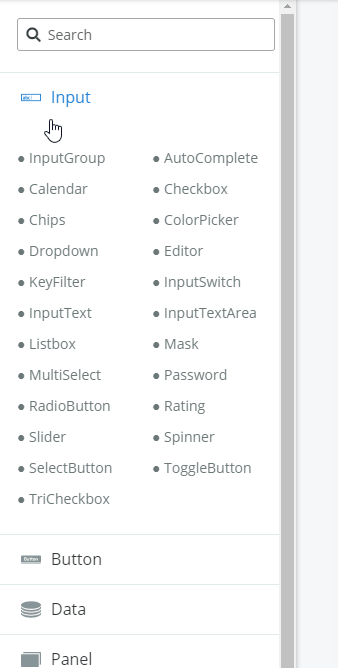 Search
Input
• InputGroup • AutoComplete
• Calendar • Checkbox
• Chips • ColorPicker
• Dropdown • Editor
• KeyFilter • InputSwitch
• InputText • InputTextArea
• Listbox • Mask
• MultiSelect • Password
• RadioButton • Rating
• Slider • Spinner
• SelectButton • ToggleButton
• TriCheckbox
Button
Data
Panel